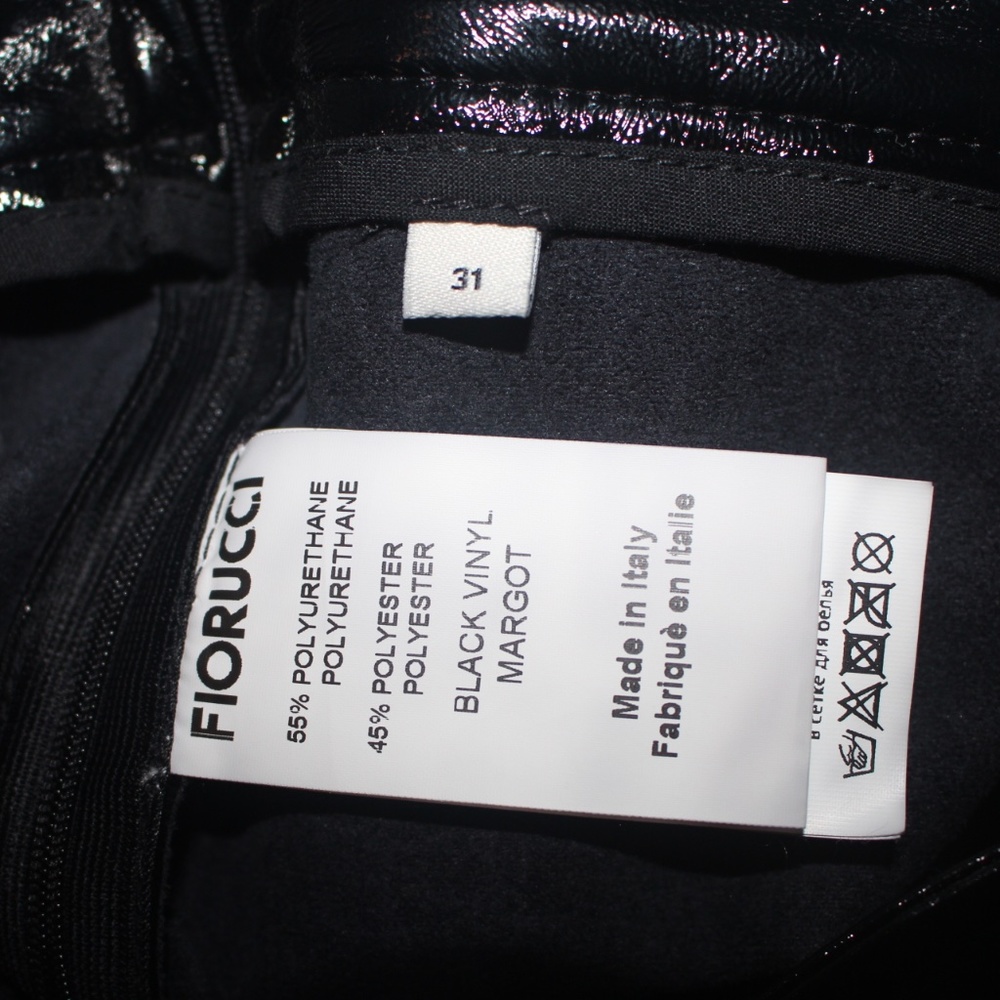 31
FIORUCCI
55% POLYURETHANE
POLYURETHANE
45% POLYESTER
POLYESTER
BLACK VINYL.
MARGOT
Made in Italy
Fabriquè en Italie
в сетке для белья